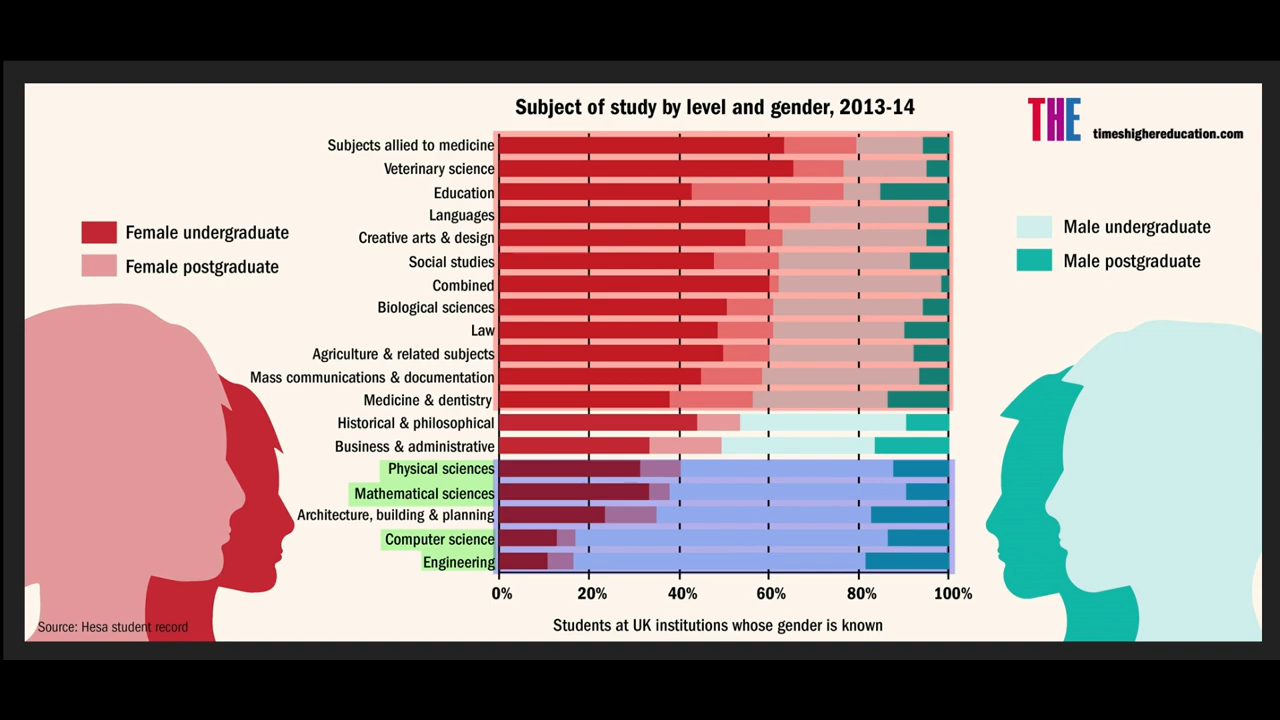 Subject of study by level and gender, 2013-14
THE
timeshighereducation.com
Female undergraduate
Female postgraduate
Male undergraduate
Male postgraduate
Subjects allied to medicine
Veterinary science
Education
Languages
Creative arts & design
Social studies
Combined
Biological sciences
Law
Agriculture & related subjects
Mass communications & documentation
Medicine & dentistry
Historical & philosophical
Business & administrative
Physical sciences
Mathematical sciences
Architecture, building & planning
Computer science
Engineering
0% 20% 40% 60% 80% 100%
Students at UK institutions whose gender is known
Source: Hesa student record